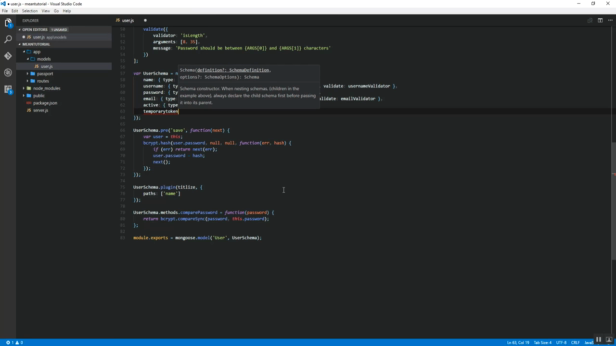 user.js - meantutorial - Visual Studio Code
File Edit Selection View Go Help
EXPLORER
user.js
OPEN EDITORS 1 UNSAVED
user.js app/models
MEANTUTORIAL
app
models
user.js
passport
routes
node_modules
public
package.json
server.js
validate({
validator: 'isLength',
arguments: [8, 35],
message: 'Password should be between {ARGS[0]} and {ARGS[1]} characters'
})
];
var UserSchema = n
name: { type
username: { ty validate: usernameValidator },
password: { ty
email: { type validate: emailValidator },
active: { type
temporarytoken
});
Schema(definition?: SchemaDefinition,
options?: SchemaOptions): Schema
Schema constructor. When nesting schemas, (children in the
example above), always declare the child schema first before passing
it into its parent.
UserSchema.pre('save', function(next) {
var user = this;
bcrypt.hash(user.password, null, null, function(err, hash) {
if (err) return next(err);
user.password = hash;
next();
});
});
UserSchema.plugin(titlize, {
paths: ['name']
});
UserSchema.methods.comparePassword = function(password) {
return bcrypt.compareSync(password, this.password);
};
module.exports = mongoose.model('User', UserSchema);
Tab Size: 4 UTF-8 CRLF